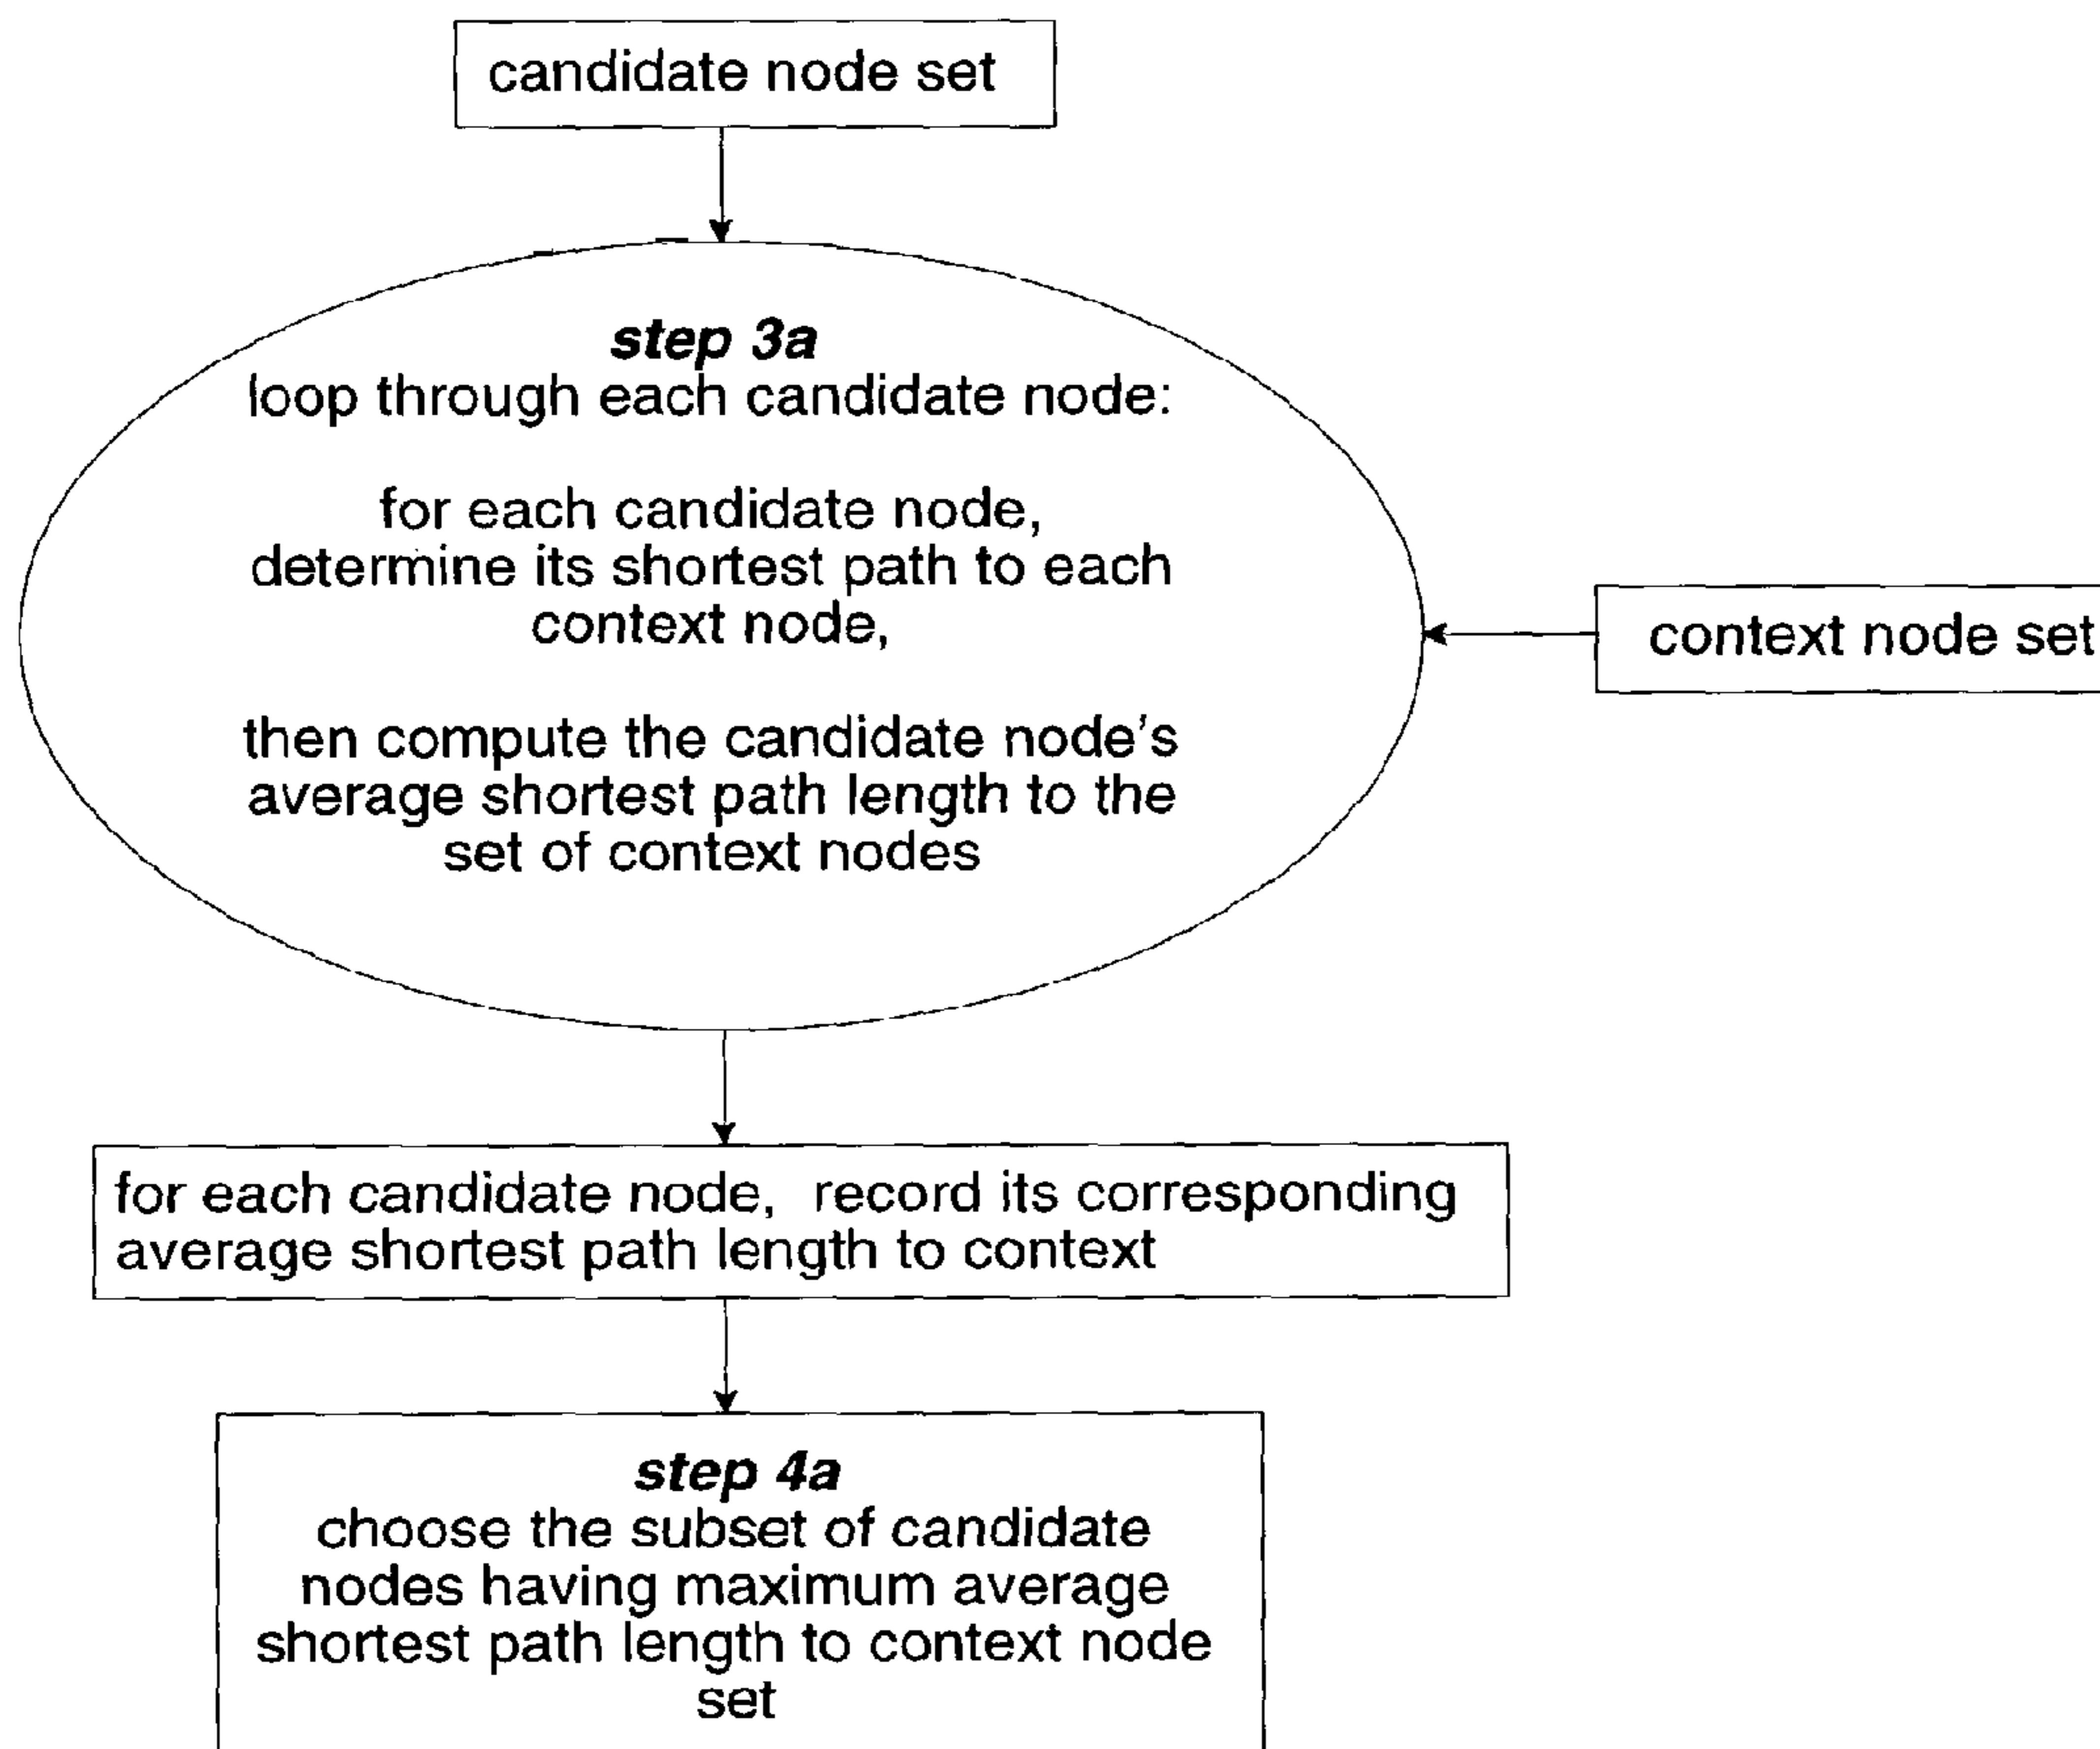 candidate node set
step 3a
loop through each candidate node:
for each candidate node,
determine its shortest path to each
context node,
then compute the candidate node's
average shortest path length to the
set of context nodes
context node set
for each candidate node, record its corresponding
average shortest path length to context
step 4a
choose the subset of candidate
nodes having maximum average
shortest path length to context node
set